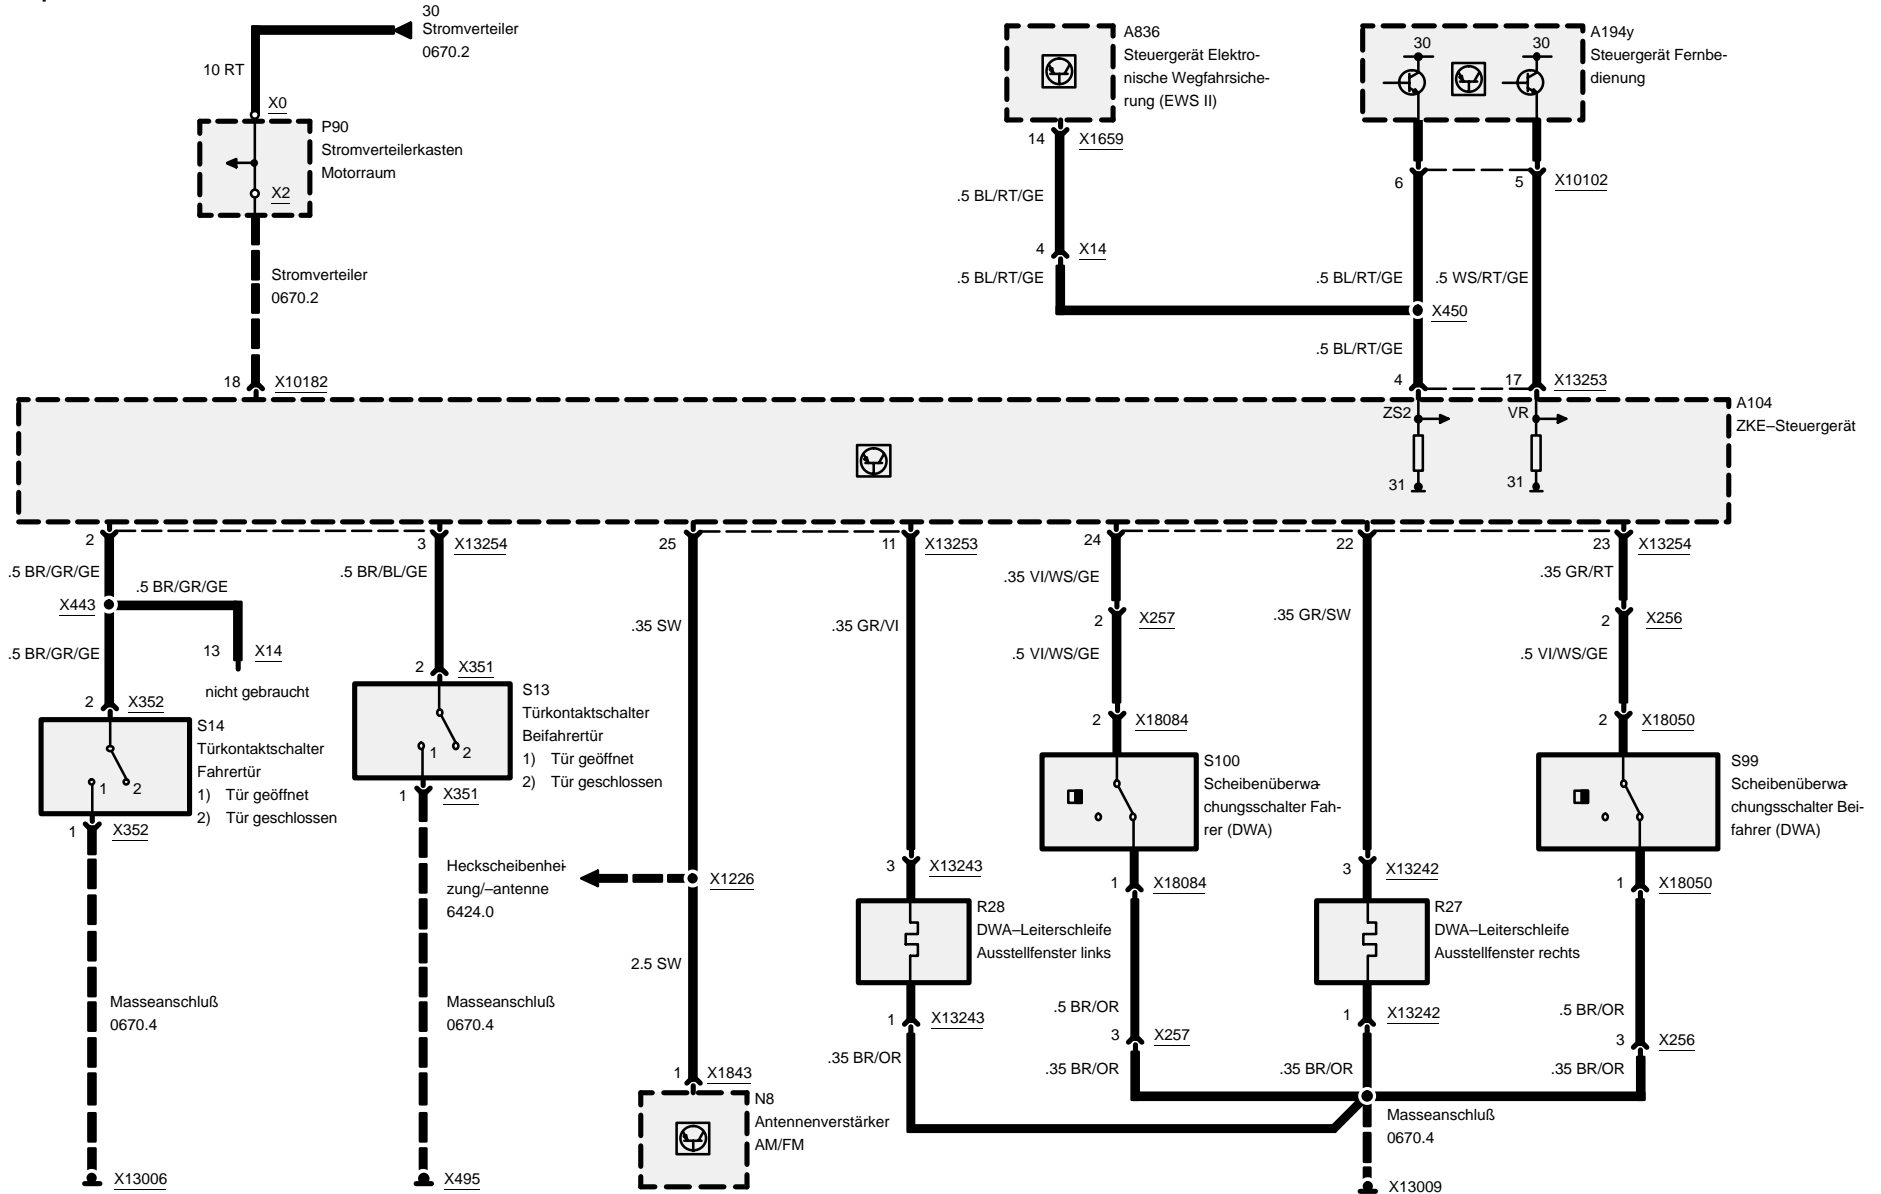 30
Stromverteiler
0670.2
10 RT
X0
P90
Stromverteilerkasten
Motorraum
X2
Stromverteiler
0670.2
18 X10182
A836
Steuergerät Elektro-
nische Wegfahrsiche-
rung (EWS II)
14 X1659
.5 BL/RT/GE
4 X14
.5 BL/RT/GE
A194y
Steuergerät Fernbe-
dienung
30 30
6 5 X10102
.5 BL/RT/GE .5 WS/RT/GE
X450
.5 BL/RT/GE
4 17 X13253
ZS2 VR
31 31
A104
ZKE–Steuergerät
2 3 X13254
25 11 X13253
24 22 23 X13254
.5 BR/GR/GE
.5 BR/GR/GE
X443
.5 BR/GR/GE
13 X14
nicht gebraucht
2 X352
S14
Türkontaktschalter
Fahrertür
1) Tür geöffnet
2) Tür geschlossen
1 2
1 X352
Masseanschluß
0670.4
X13006
.5 BR/BL/GE
2 X351
S13
Türkontaktschalter
Beifahrertür
1) Tür geöffnet
2) Tür geschlossen
1 2
1 X351
Masseanschluß
0670.4
X495
.35 SW
Heckscheibenhei-
zung/–antenne
6424.0
X1226
2.5 SW
1 X1843
N8
Antennenverstärker
AM/FM
.35 GR/VI
3 X13243
R28
DWA–Leiterschleife
Ausstellfenster links
1 X13243
.35 BR/OR
.35 VI/WS/GE
2 X257
.5 VI/WS/GE
2 X18084
S100
Scheibenüberwa-
chungsschalter Fah-
rer (DWA)
1 X18084
.5 BR/OR
3 X257
.35 BR/OR
.35 GR/SW
3 X13242
R27
DWA–Leiterschleife
Ausstellfenster rechts
1 X13242
.35 BR/OR
.35 GR/RT
2 X256
.5 VI/WS/GE
2 X18050
S99
Scheibenüberwa-
chungsschalter Bei-
fahrer (DWA)
1 X18050
.5 BR/OR
3 X256
.35 BR/OR
Masseanschluß
0670.4
X13009